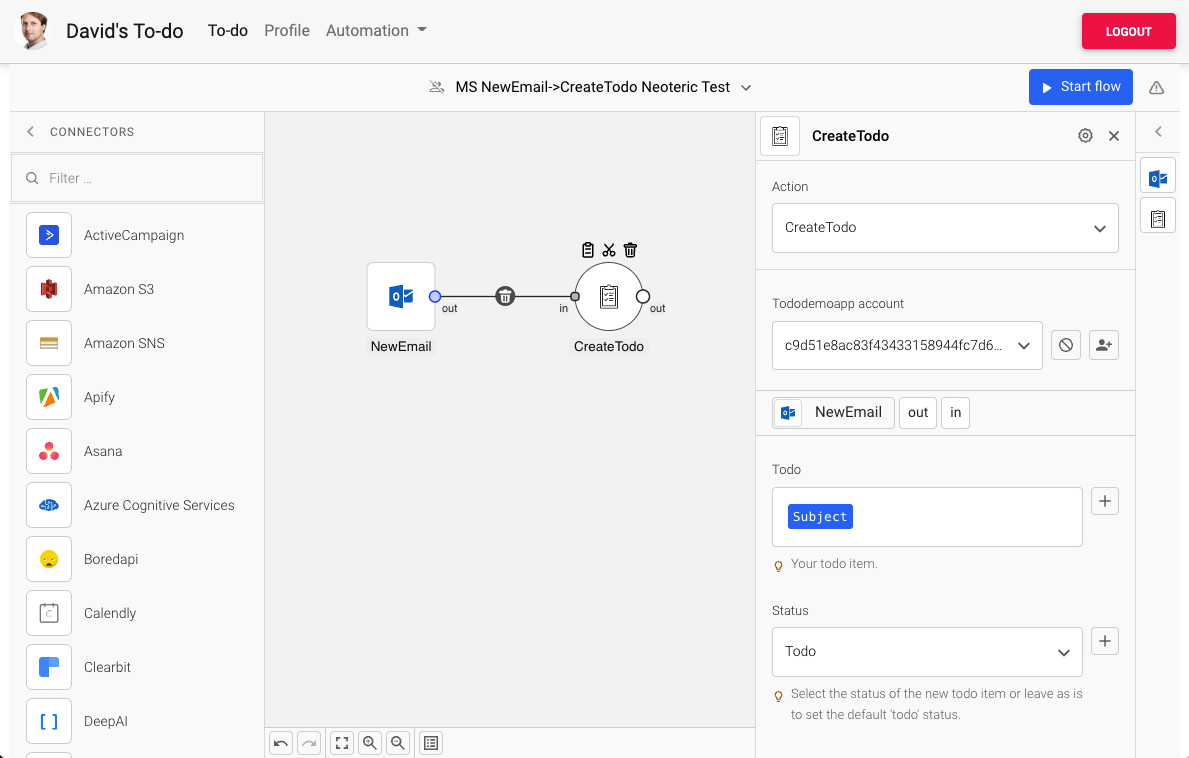 David's To-do
To-do
Profile
Automation
LOGOUT
MS NewEmail->CreateTodo Neoteric Test
Start flow
CONNECTORS
Filter ...
ActiveCampaign
Amazon S3
Amazon SNS
Apify
Asana
Azure Cognitive Services
Boredapi
Calendly
Clearbit
DeepAI
out
NewEmail
in
out
CreateTodo
CreateTodo
Action
CreateTodo
Tododemoapp account
c9d51e8ac83f43433158944fc7d6...
NewEmail
out
in
Todo
Subject
Your todo item.
Status
Todo
Select the status of the new todo item or leave as is
to set the default 'todo' status.